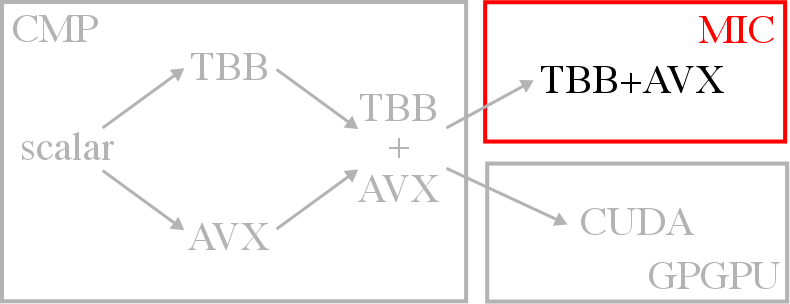 CMP
TBB
scalar
AVX
TBB
+
AVX
MIC
TBB+AVX
CUDA
GPGPU